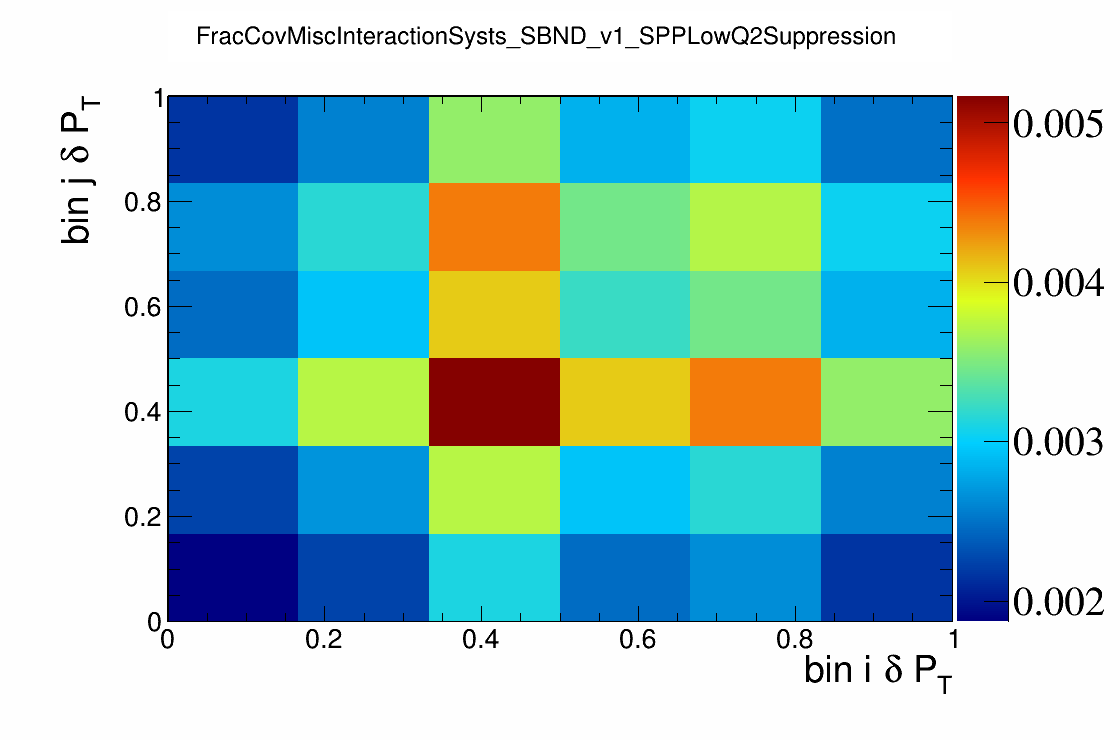 FracCovMiscInteractionSysts_SBND_v1_SPPLowQ2Suppression
bin j δ P_T
1
0.8
0.6
0.4
0.2
0
0 0.2 0.4 0.6 0.8 1
bin i δ P_T
0.005
0.004
0.003
0.002